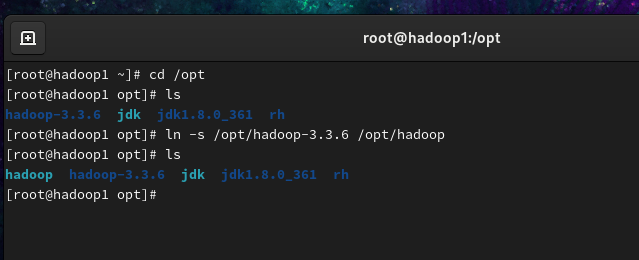 root@hadoop1:/opt
[root@hadoop1 ~]# cd /opt
[root@hadoop1 opt]# ls
hadoop-3.3.6  jdk  jdk1.8.0_361  rh
[root@hadoop1 opt]# ln -s /opt/hadoop-3.3.6 /opt/hadoop
[root@hadoop1 opt]# ls
hadoop  hadoop-3.3.6  jdk  jdk1.8.0_361  rh
[root@hadoop1 opt]#